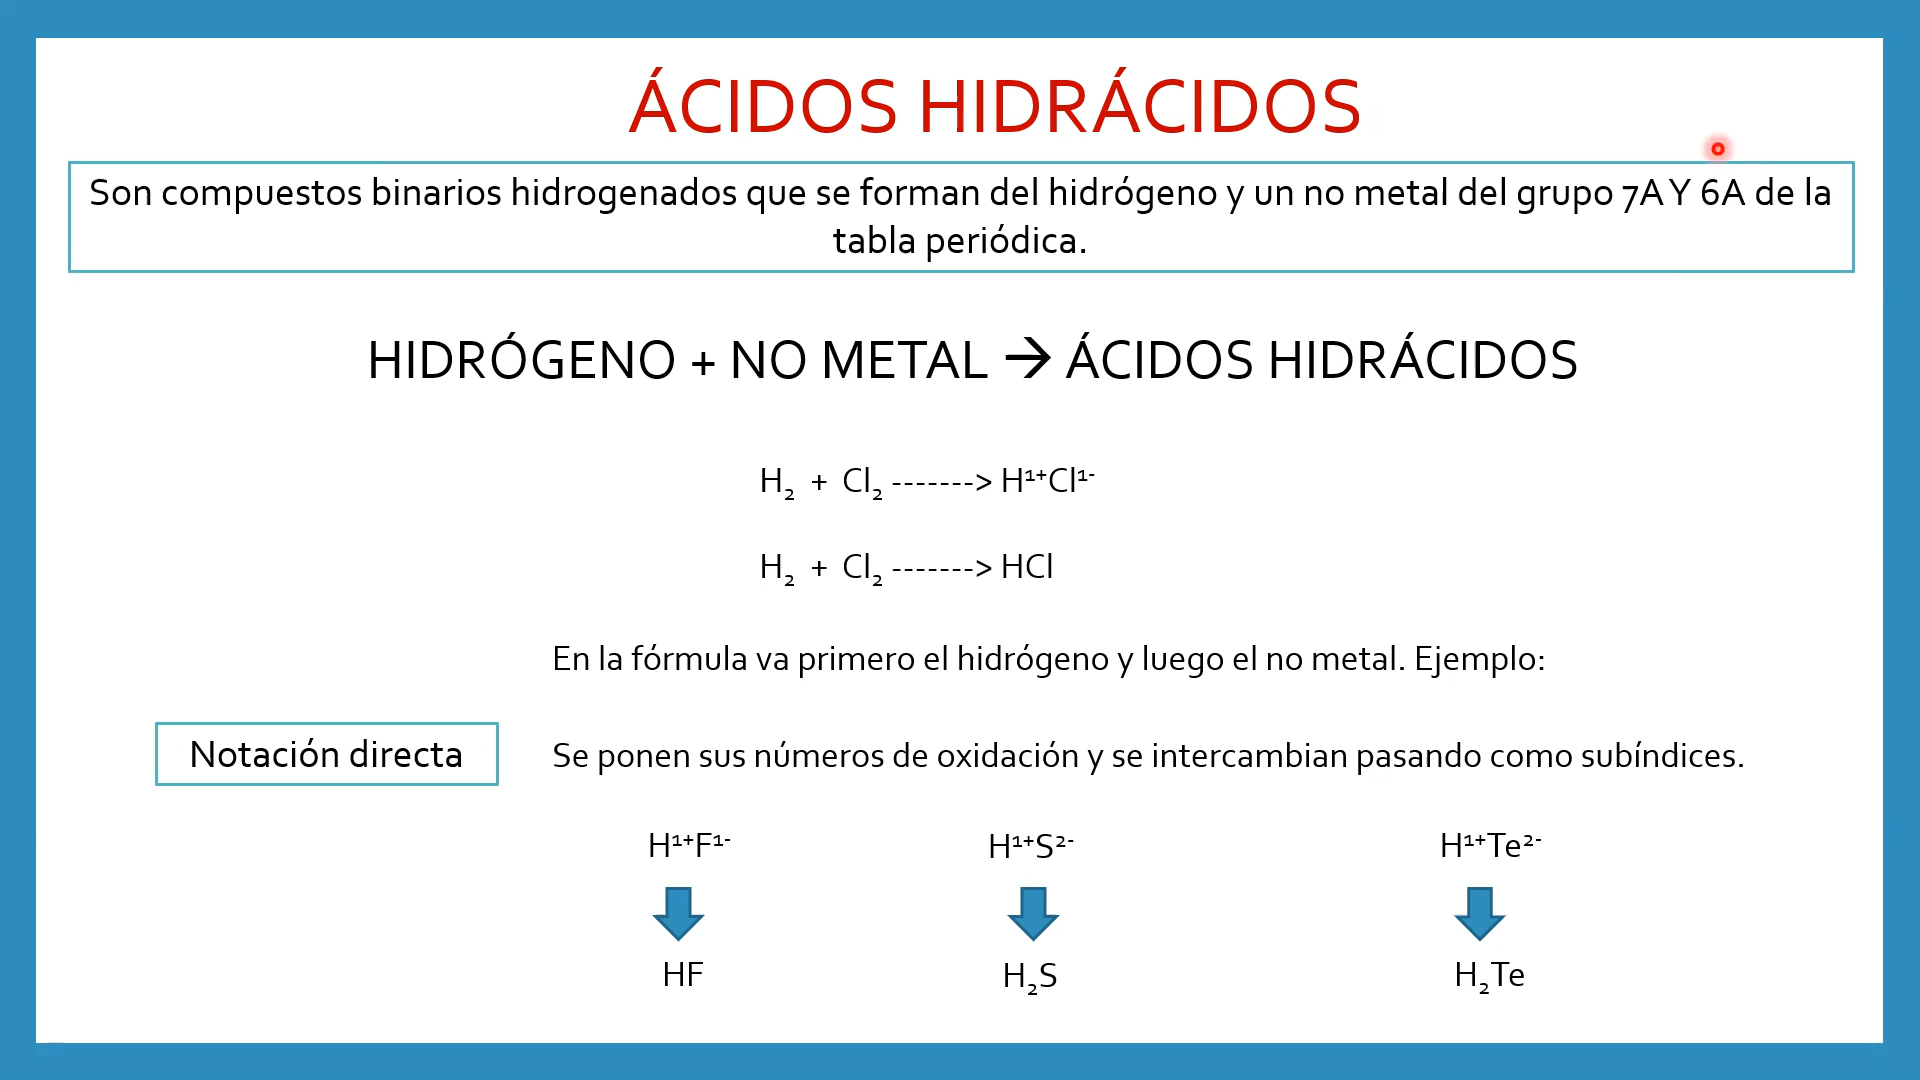 ÁCIDOS HIDRÁCIDOS
Son compuestos binarios hidrogenados que se forman del hidrógeno y un no metal del grupo 7A Y 6A de la
tabla periódica.
HIDRÓGENO + NO METAL → ÁCIDOS HIDRÁCIDOS
H₂ + Cl₂ -------> H¹⁺Cl¹⁻
H₂ + Cl₂ -------> HCl
En la fórmula va primero el hidrógeno y luego el no metal. Ejemplo:
Notación directa
Se ponen sus números de oxidación y se intercambian pasando como subíndices.
H¹⁺F¹⁻ H¹⁺S²⁻ H¹⁺Te²⁻
HF H₂S H₂Te